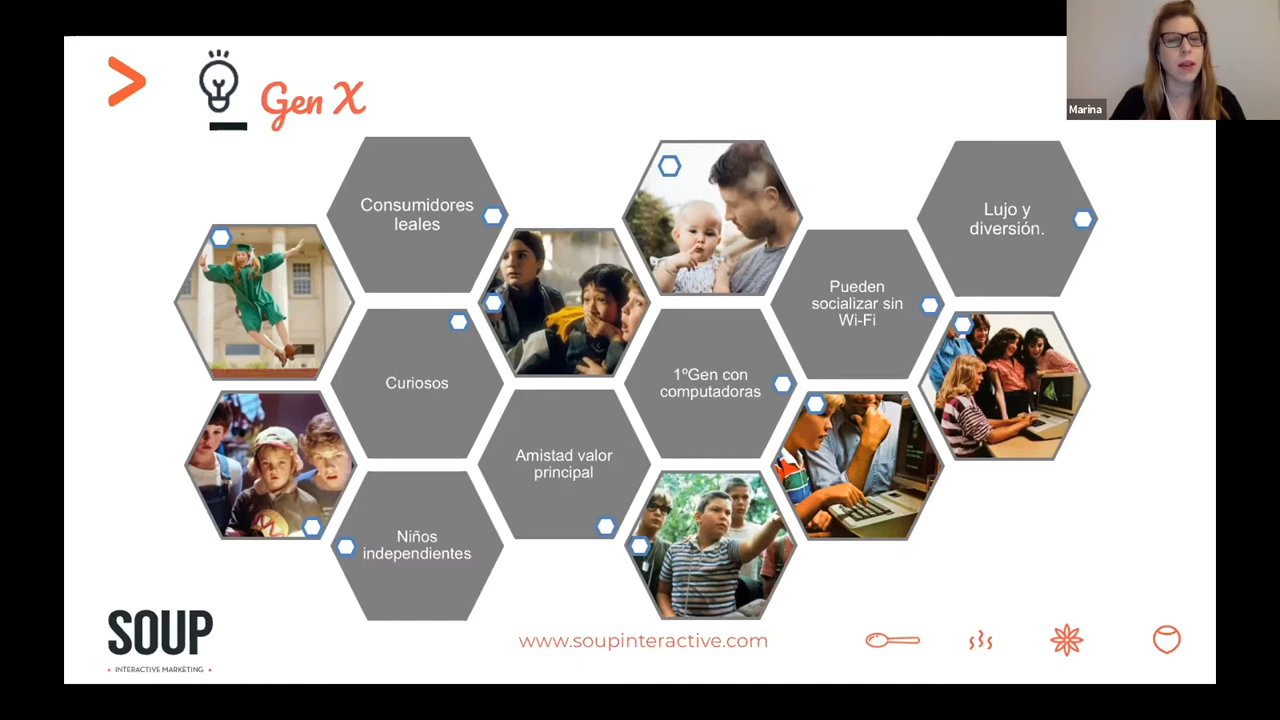 Gen X
Marina
Consumidores
leales
Lujo y
diversión.
Pueden
socializar sin
Wi-Fi
Curiosos
1ºGen con
computadoras
Amistad valor
principal
Niños
independientes
SOUP
INTERACTIVE MARKETING
www.soupinteractive.com